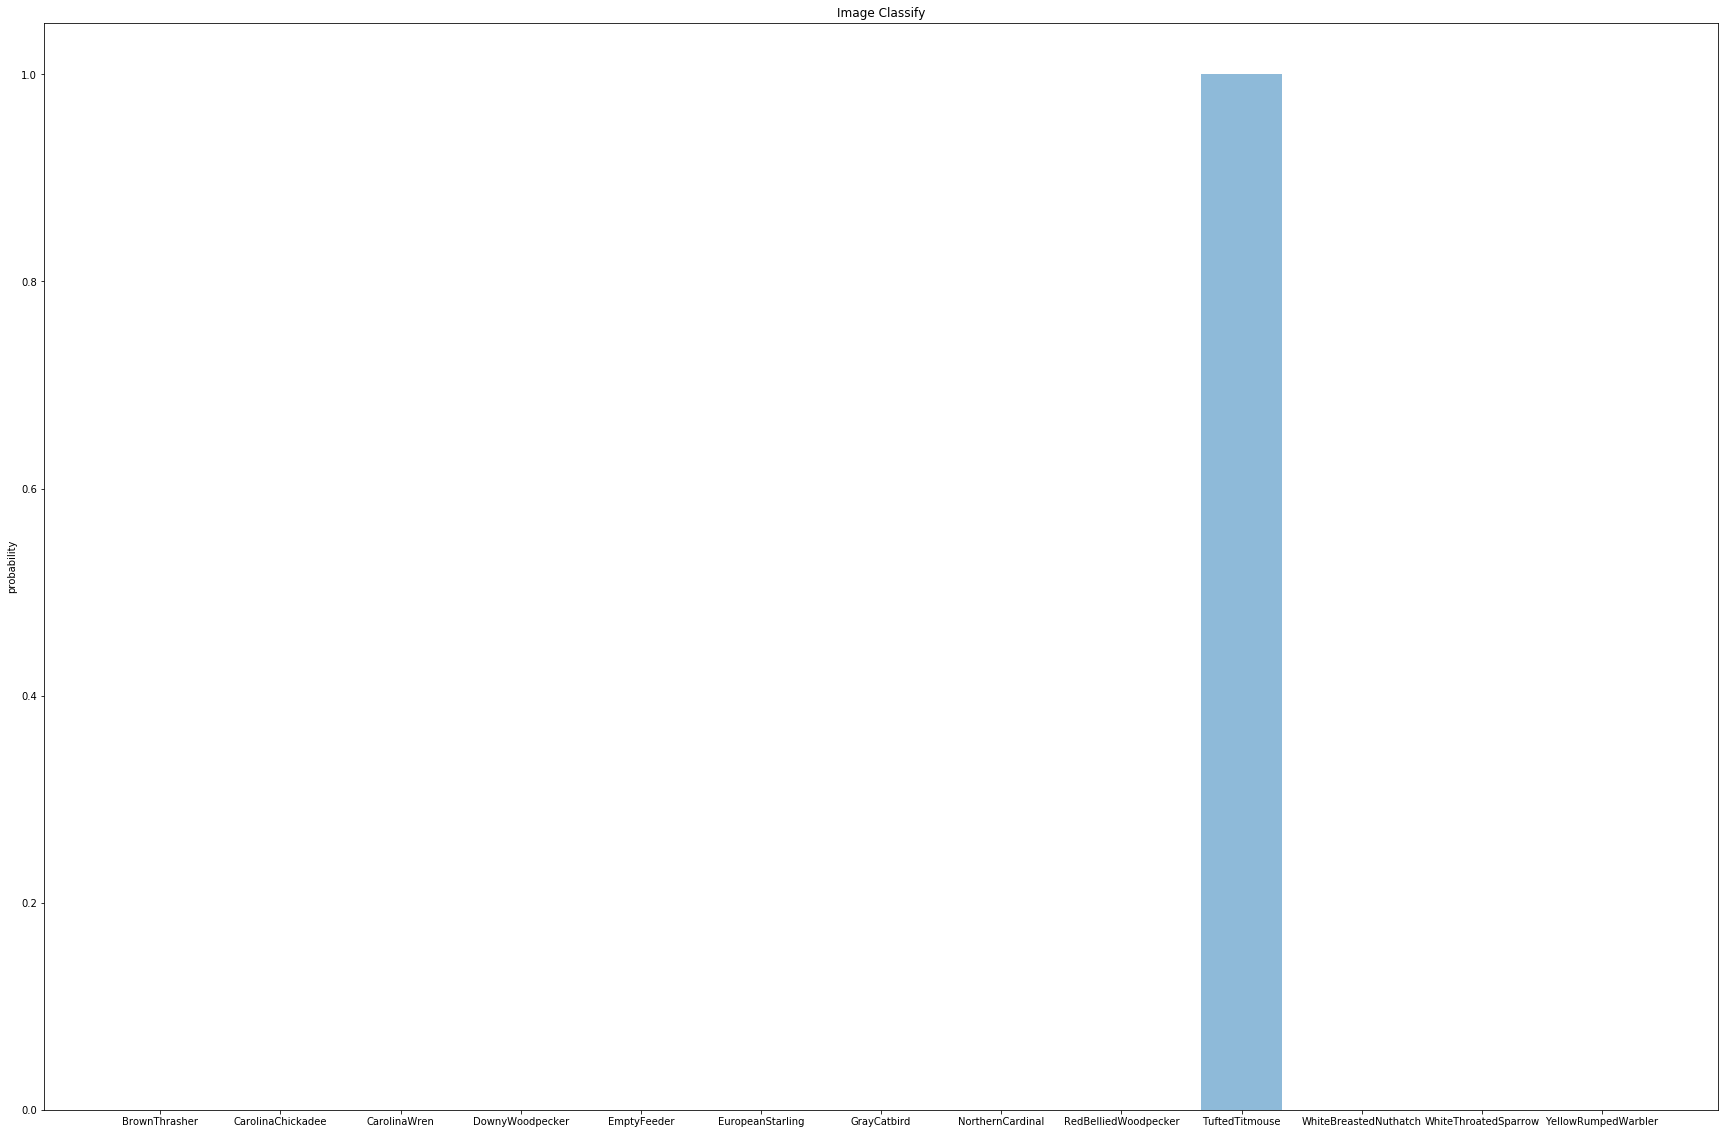 Image Classify
1.0
0.8
0.6
0.4
0.2
0.0
probability
BrownThrasher CarolinaChickadee CarolinaWren DownyWoodpecker EmptyFeeder EuropeanStarling GrayCatbird NorthernCardinal RedBelliedWoodpecker TuftedTitmouse WhiteBreastedNuthatch WhiteThroatedSparrow YellowRumpedWarbler